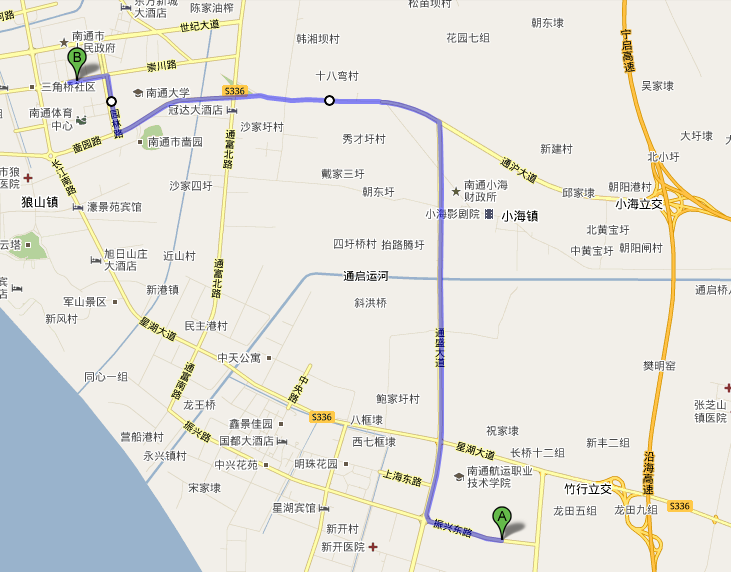 东方新城
大酒店
陈家油榨
松苗坝村
世纪大道
朝东埭
花园七组
韩湘坝村
宁启高速
南通市
民政府
B
崇川路
十八弯村
吴家埭
三角桥社区
南通大学
S336
冠达大酒店
南通体育
中心
园林路
沙家圩村
秀才圩村
大圩埭
啬园路
南通市啬园
通富北路
新建村
北小圩
通沪大道
市狼
医院
长江南路
戴家三圩
沙家四圩
朝东圩
南通小海
财政所
邱家埭
朝阳港村
狼山镇
濠景苑宾馆
小海影剧院
小海镇
小海立交
北黄宝圩
云塔
四圩桥村
抬路腾圩
中黄宝圩
朝阳闸村
旭日山庄
大酒店
近山村
通富北路
通启运河
宾
店
新港镇
通启桥
军山景区
斜洪桥
新风村
星湖大道
民主港村
通盛大道
中天公寓
樊明窑
同心一组
通富南路
中央路
鲍家圩村
张芝山
镇医院
龙王桥
S336
八框埭
鑫景佳园
振兴路
祝家埭
营船港村
国都大酒店
西七框埭
星湖大道
新丰二组
长桥十二组
永兴镇村
中兴花苑
明珠花园
沿海高速
上海东路
南通航运职业
技术学院
宋家埭
竹行立交
星湖宾馆
A
龙田五组
龙田九组
S336
新开村
振兴东路
新开医院